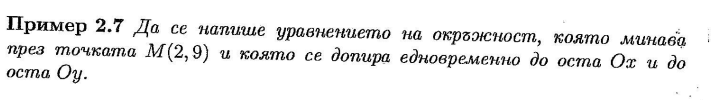 Пример 2.7 Да се напише уравнението на окръжност, която минава
през точката M(2, 9) и която се допира едновременно до оста Ox и до
оста Oy.